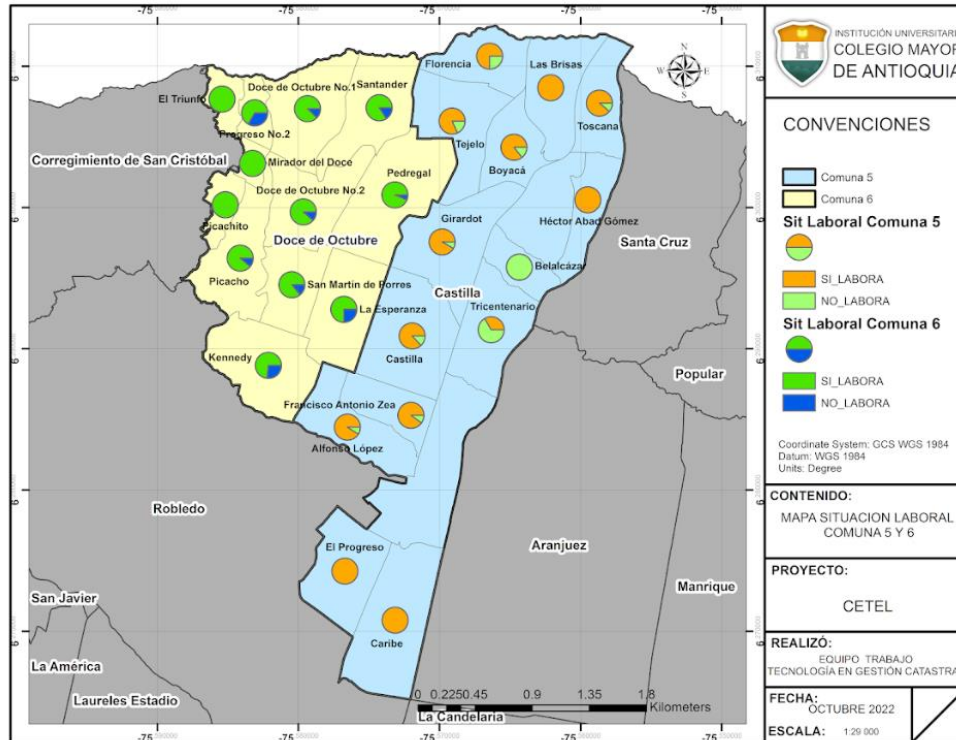 INSTITUCIÓN UNIVERSITARI
COLEGIO MAYOR
DE ANTIOQUIA
CONVENCIONES
Comuna 5
Comuna 6
Sit Laboral Comuna 5
SI_LABORA
NO_LABORA
Sit Laboral Comuna 6
SI_LABORA
NO_LABORA
Coordinate System: GCS WGS 1984
Datum: WGS 1984
Units: Degree
CONTENIDO:
MAPA SITUACION LABORAL
COMUNA 5 Y 6
PROYECTO:
CETEL
REALIZÓ:
EQUIPO TRABAJO
TECNOLOGÍA EN GESTIÓN CATASTRA
FECHA:
OCTUBRE 2022
ESCALA: 1:29 000
N
W E
S
Florencia
Las Brisas
Toscana
Tejelo
Boyacá
Héctor Abad Gómez
Girardot
Belalcáza
Castilla
Tricentenario
Castilla
Francisco Antonio Zea
Alfonso López
El Progreso
Caribe
El Triunfo
Doce de Octubre No.1
Santander
Progreso No.2
Mirador del Doce
Pedregal
Doce de Octubre No.2
Picachito
Doce de Octubre
Picacho
San Martín de Porres
La Esperanza
Kennedy
Corregimiento de San Cristóbal
Santa Cruz
Popular
Robledo
Aranjuez
Manrique
San Javier
La América
Laureles Estadio
La Candelaria
0 0.2250.45 0.9 1.35 1.8
Kilometers